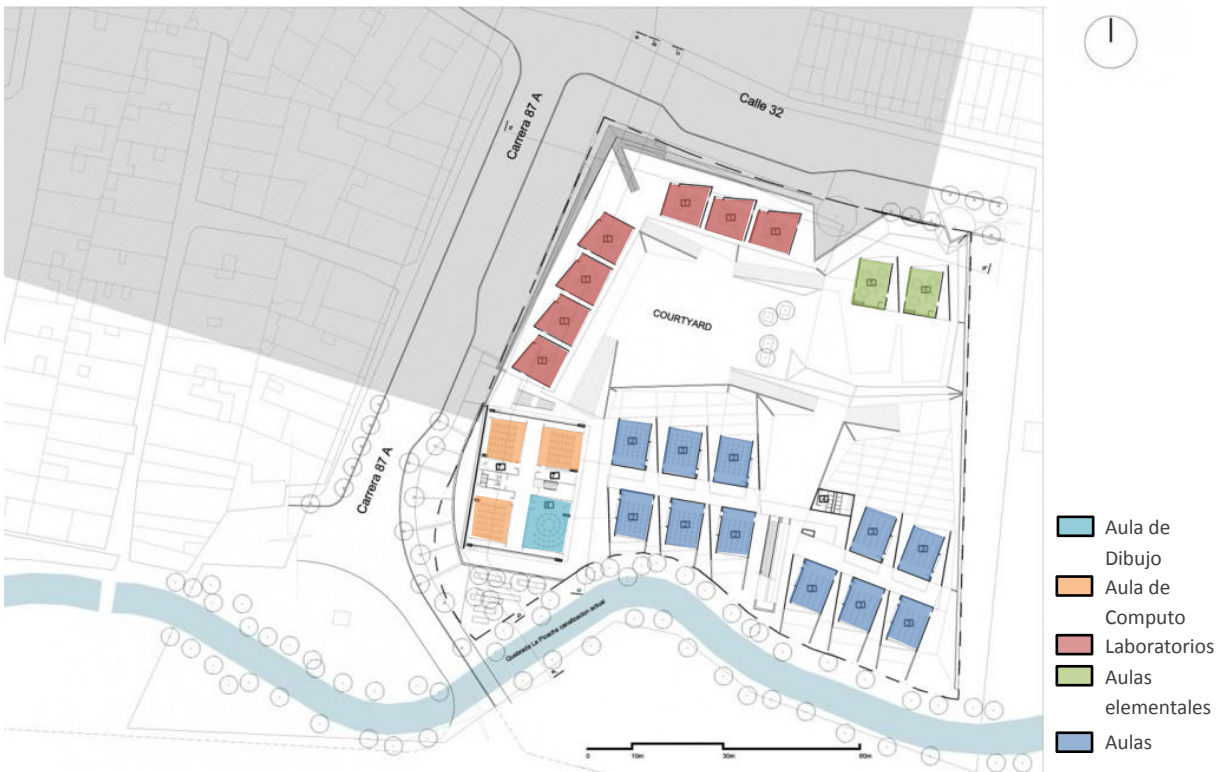 Calle 32
Carrera 87 A
COURTYARD
Carrera 87 A
Quebrada La Picacha canalizacion actual
0 10m 30m 60m
Aula de
Dibujo
Aula de
Computo
Laboratorios
Aulas
elementales
Aulas